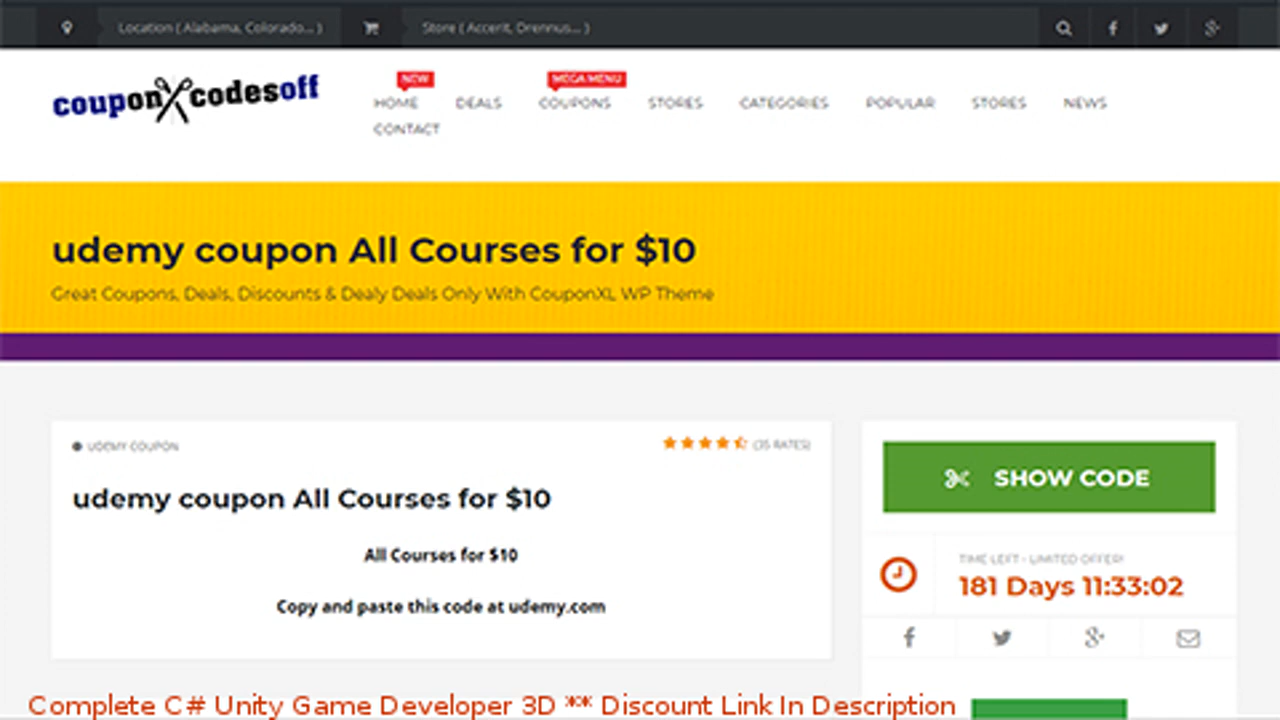 Location ( Alabama, Colorado... )
Store ( Accent, Drennus... )
couponcodesoff
NEW
MEGA MENU
HOME DEALS COUPONS STORES CATEGORIES POPULAR STORES NEWS
CONTACT
udemy coupon All Courses for $10
Great Coupons, Deals, Discounts & Dealy Deals Only With CouponXL WP Theme
UDEMY COUPON
(35 RATES)
udemy coupon All Courses for $10
All Courses for $10
Copy and paste this code at udemy.com
SHOW CODE
TIME LEFT - LIMITED OFFER!
181 Days 11:33:02
Complete C# Unity Game Developer 3D ** Discount Link In Description